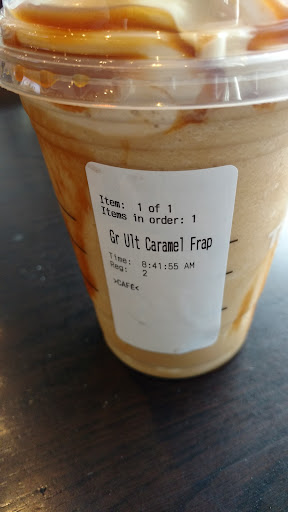 Item: 1 of 1
Items in order: 1
Gr Ult Caramel Frap
Time: 8:41:55 AM
Reg: 2
>CAFE<